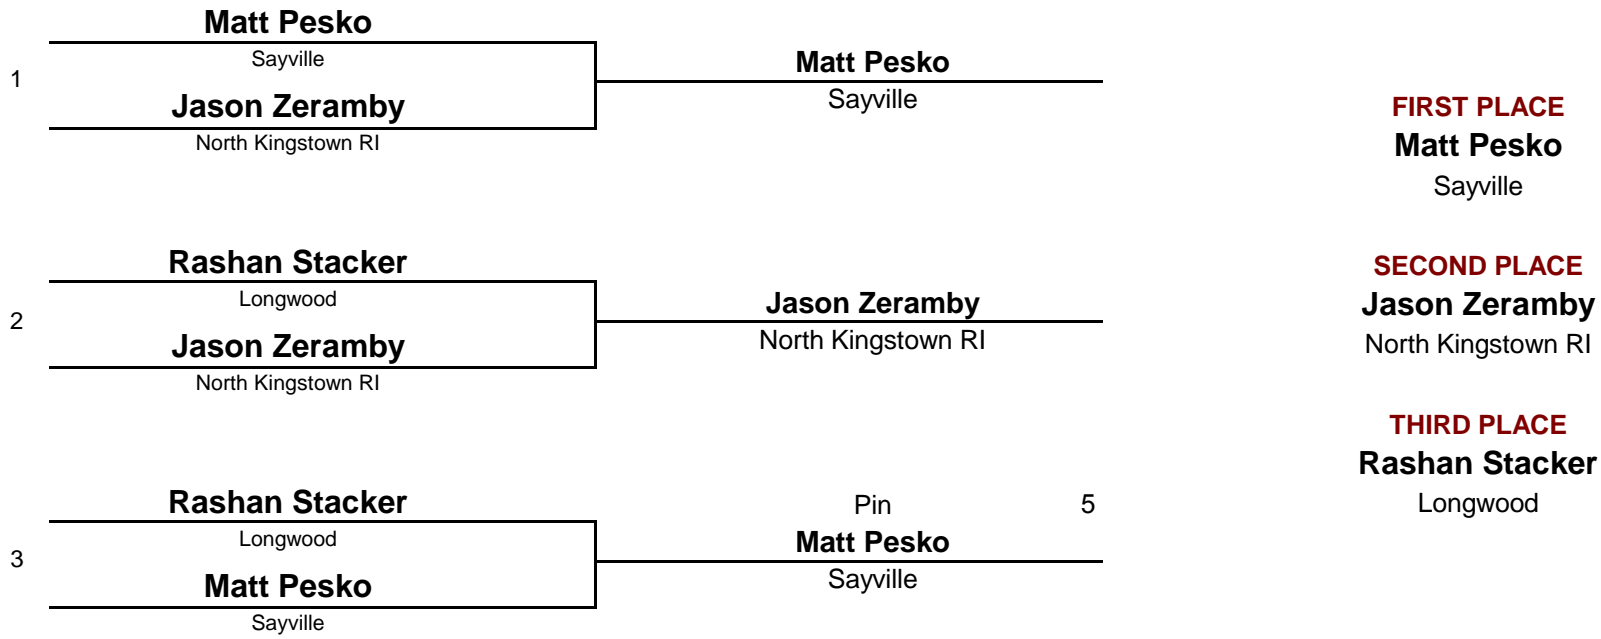 Matt Pesko
Sayville
1
Jason Zeramby
North Kingstown RI
Matt Pesko
Sayville
Rashan Stacker
Longwood
2
Jason Zeramby
North Kingstown RI
Jason Zeramby
North Kingstown RI
Rashan Stacker
Longwood
3
Matt Pesko
Sayville
Pin 5
Matt Pesko
Sayville
FIRST PLACE
Matt Pesko
Sayville
SECOND PLACE
Jason Zeramby
North Kingstown RI
THIRD PLACE
Rashan Stacker
Longwood